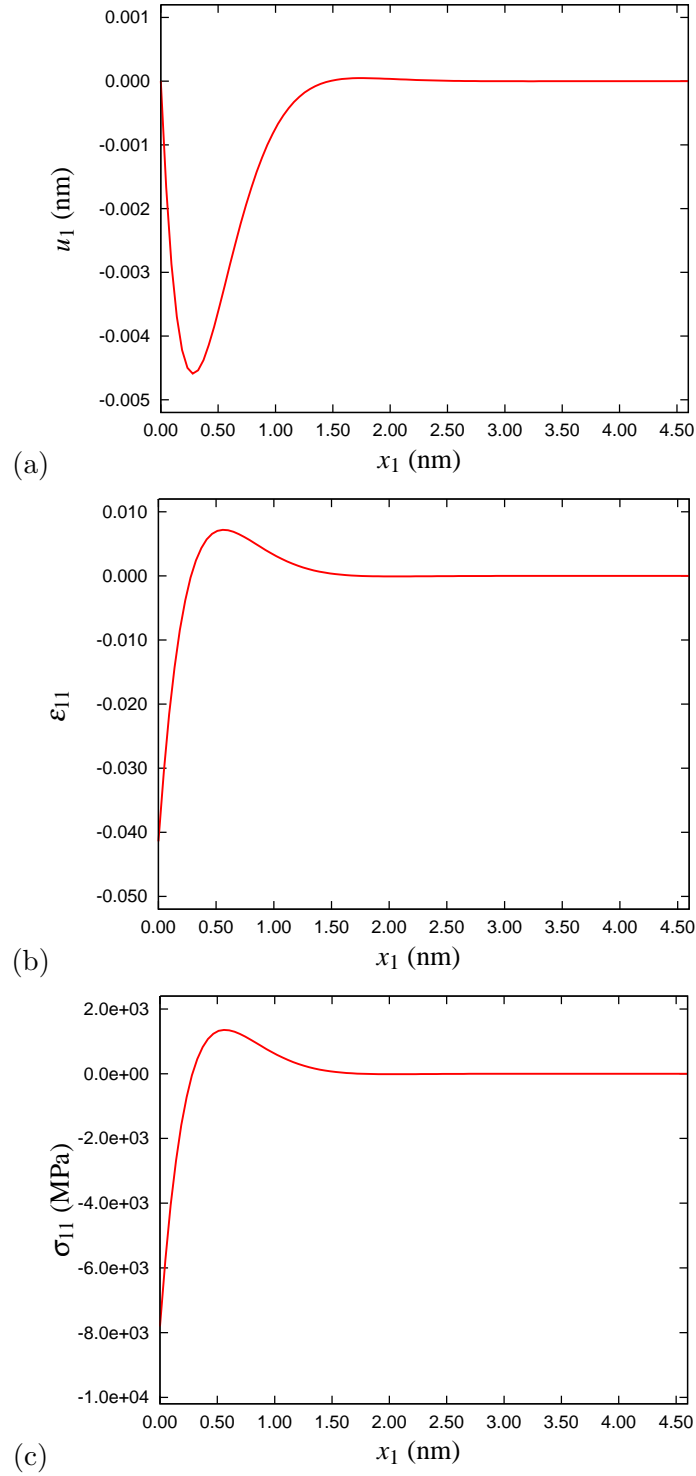 0.001
0.000
-0.001
-0.002
-0.003
-0.004
-0.005
u1 (nm)
0.00 0.50 1.00 1.50 2.00 2.50 3.00 3.50 4.00 4.50
x1 (nm)
(a)
0.010
0.000
-0.010
-0.020
-0.030
-0.040
-0.050
ε11
0.00 0.50 1.00 1.50 2.00 2.50 3.00 3.50 4.00 4.50
x1 (nm)
(b)
2.0e+03
0.0e+00
-2.0e+03
-4.0e+03
-6.0e+03
-8.0e+03
-1.0e+04
σ11 (MPa)
0.00 0.50 1.00 1.50 2.00 2.50 3.00 3.50 4.00 4.50
x1 (nm)
(c)